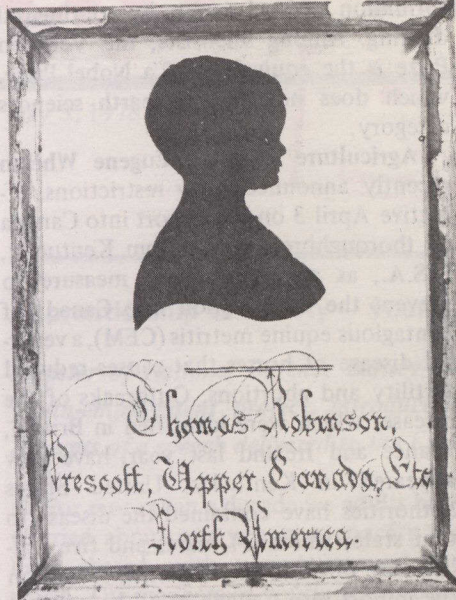 Thomas Robinson,
Prescott, Upper Canada, Etc
North America.